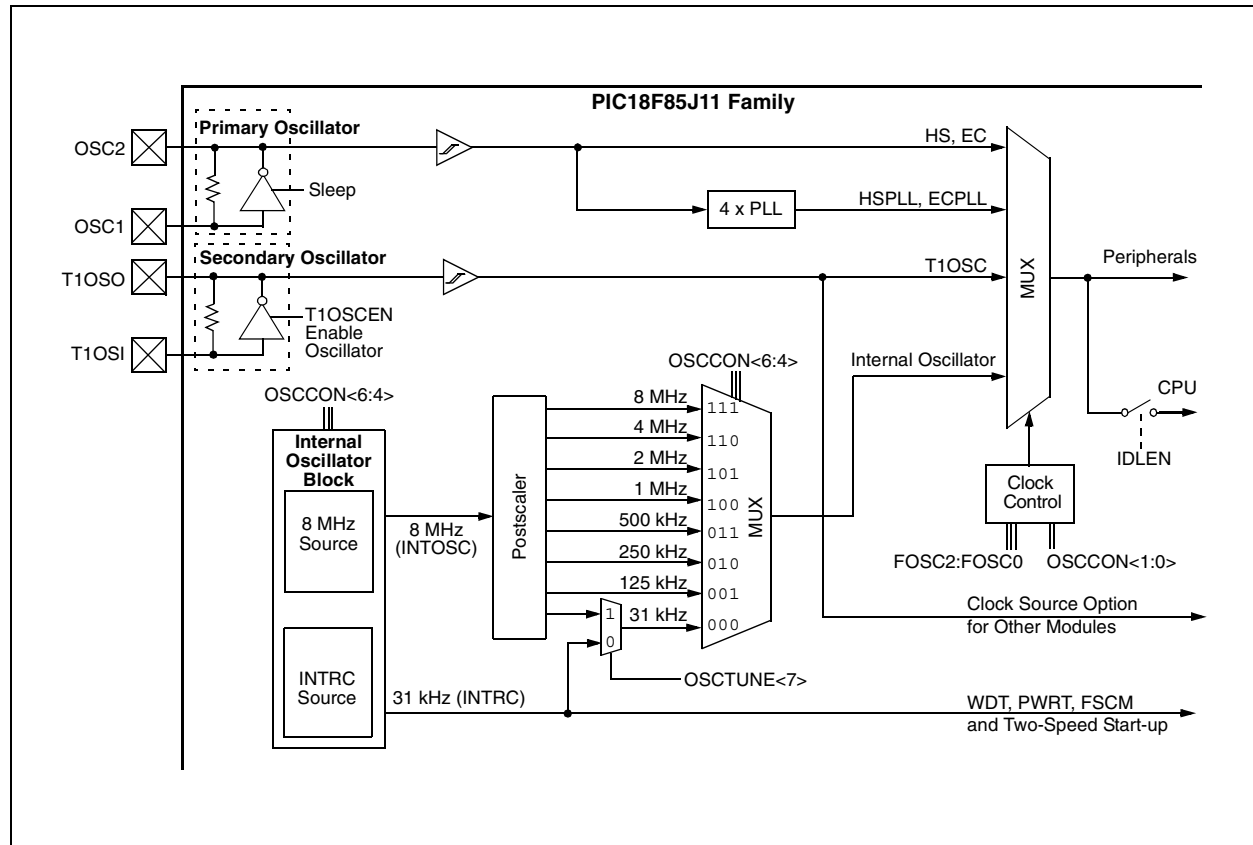 PIC18F85J11 Family
Primary Oscillator
OSC2
Sleep
OSC1
HS, EC
4 x PLL
HSPLL, ECPLL
Secondary Oscillator
T1OSO
T1OSCEN
Enable
Oscillator
T1OSI
T1OSC
MUX
Peripherals
Internal Oscillator
CPU
IDLEN
Clock
Control
FOSC2:FOSC0
OSCCON<1:0>
OSCCON<6:4>
Internal
Oscillator
Block
8 MHz
Source
8 MHz
(INTOSC)
INTRC
Source
31 kHz (INTRC)
Postscaler
OSCCON<6:4>
8 MHz
111
4 MHz
110
2 MHz
101
1 MHz
100
500 kHz
011
250 kHz
010
125 kHz
001
1
0
31 kHz
000
MUX
OSCTUNE<7>
Clock Source Option
for Other Modules
WDT, PWRT, FSCM
and Two-Speed Start-up